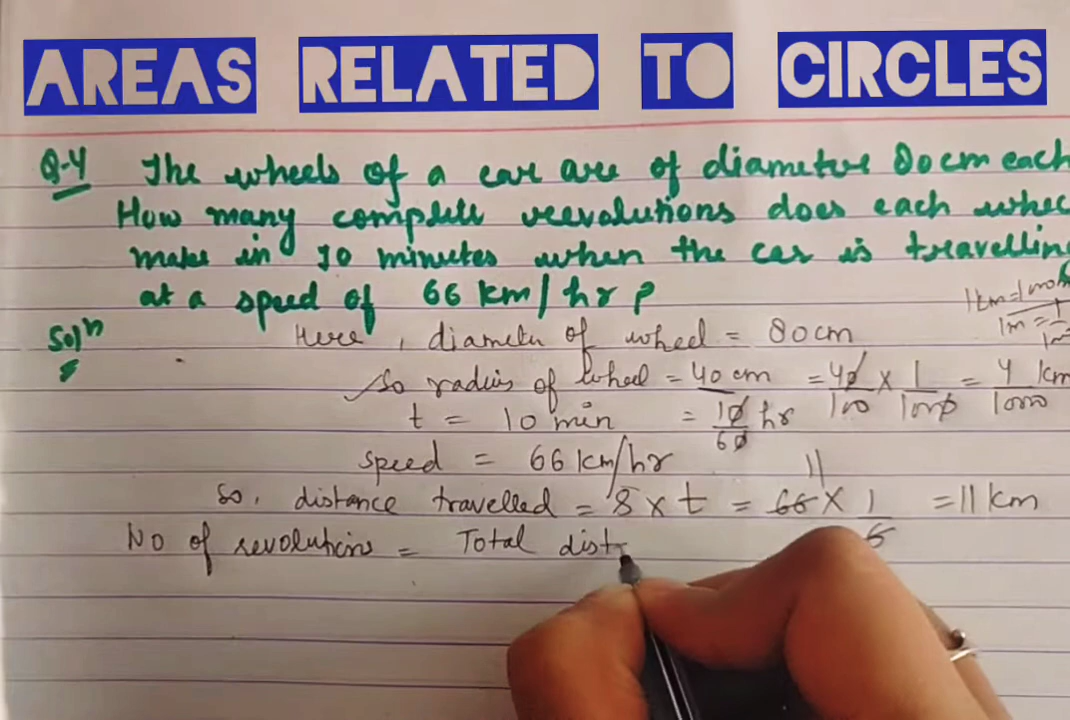 AREAS RELATED TO CIRCLES
Q-4 The wheels of a car are of diameter 80cm each
How many complete revolutions does each whee
make in 10 minutes when the car is travelling
at a speed of 66 km/hr ?
Solⁿ Here, diameter of wheel = 80cm
So radius of wheel = 40 cm = 40/100 × 1/1000 = 4/1000 km
t = 10 min = 10/60 hr
speed = 66 km/hr
So, distance travelled = S × t = 66 × 1/6 = 11 km
11
No of revolutions = Total dist